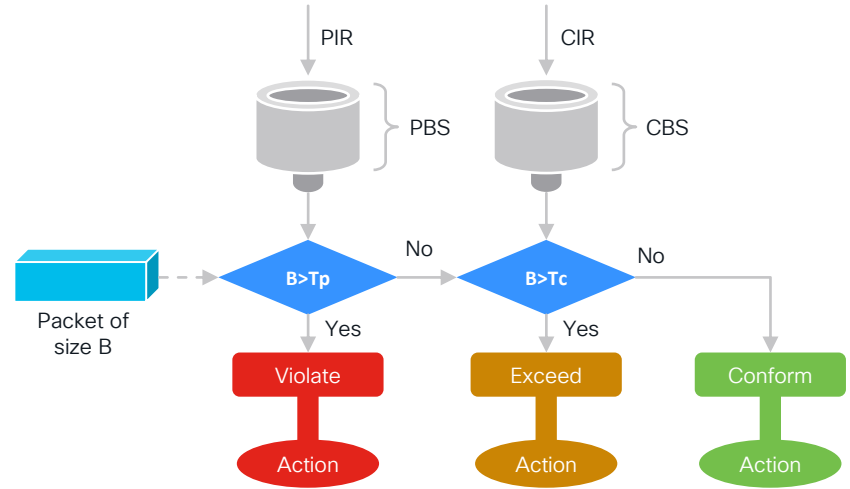 PIR
CIR
PBS
CBS
Packet of
size B
B>Tp
No
B>Tc
No
Yes
Yes
Violate
Exceed
Conform
Action
Action
Action